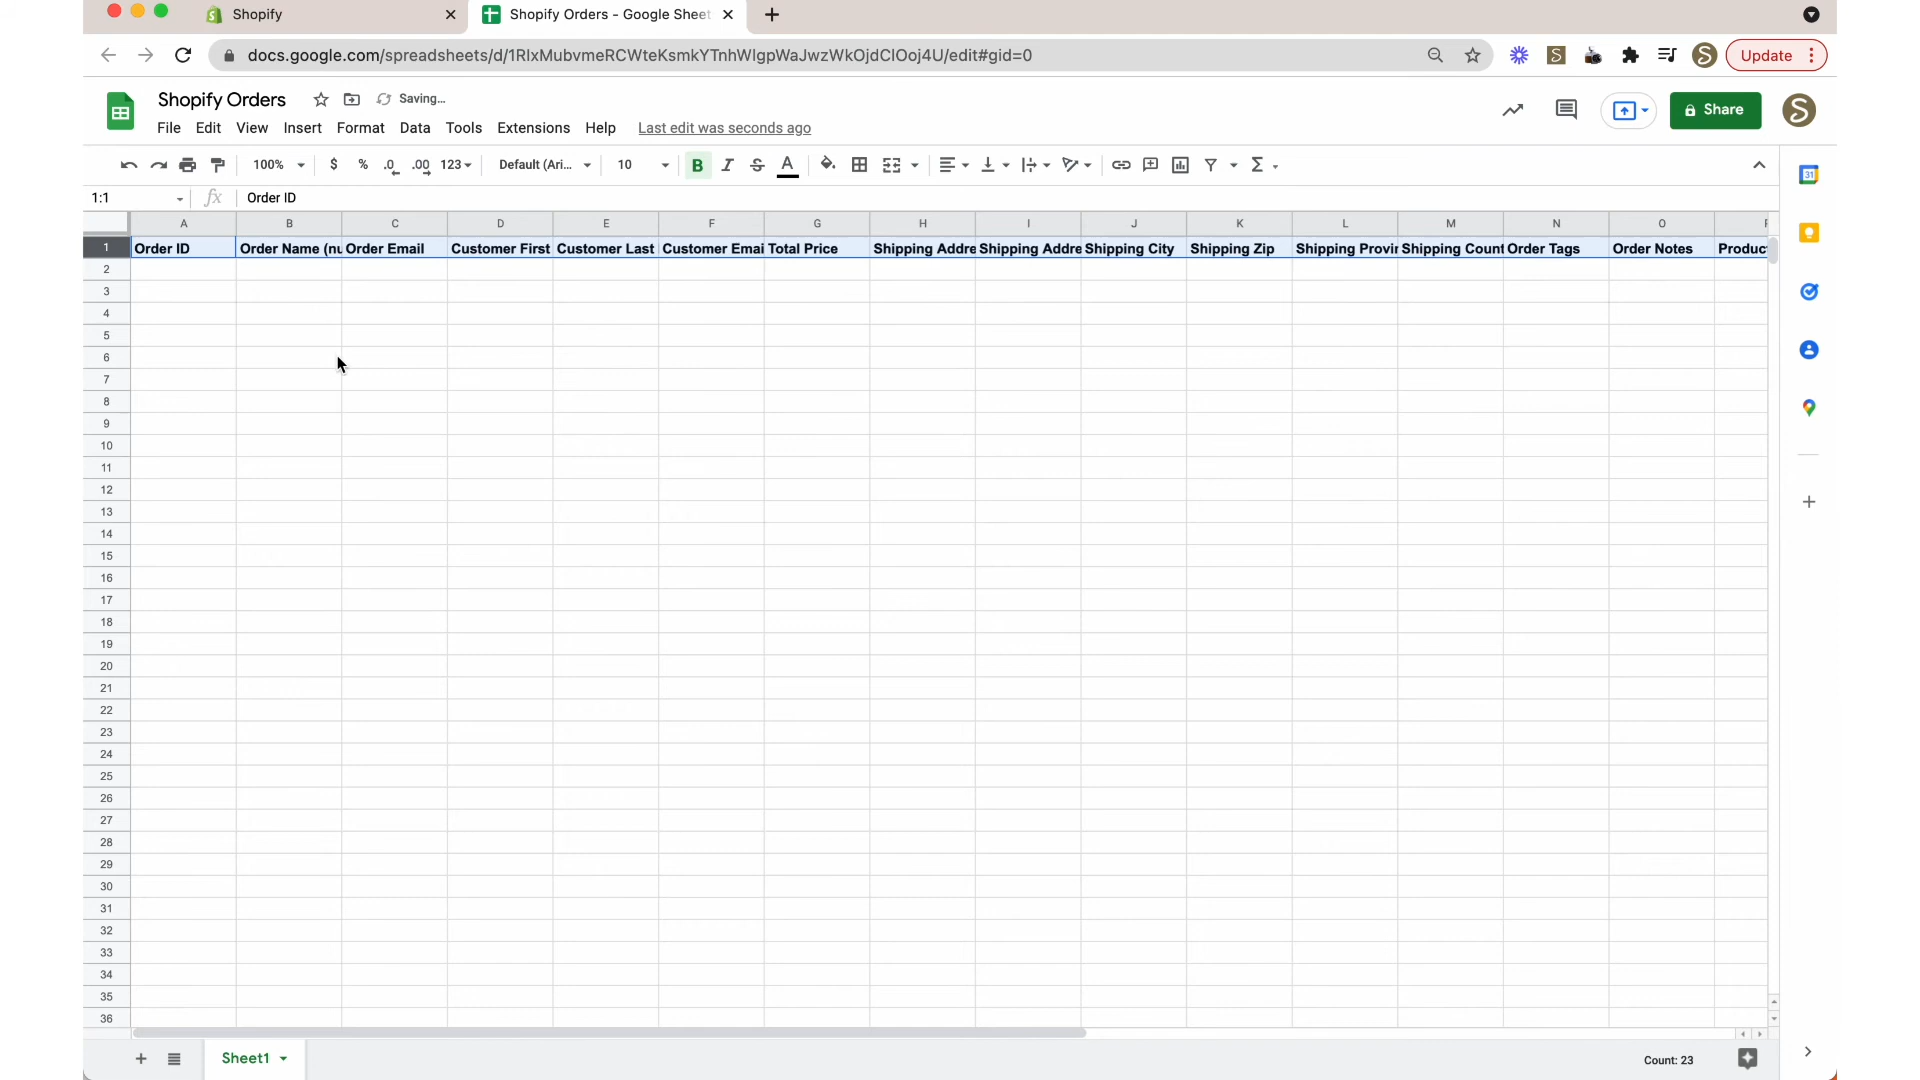 Shopify
Shopify Orders - Google Sheet
docs.google.com/spreadsheets/d/1RIxMubvmeRCWteKsmkYTnhWIgpWaJwzWkOjdCIOoj4U/edit#gid=0
S
S
Update
Shopify Orders
Saving...
Share
S
File Edit View Insert Format Data Tools Extensions Help Last edit was seconds ago
100% $ % .0 .00 123 Default (Ari... 10 B I S A Σ
31
1:1 fx Order ID
A B C D E F G H I J K L M N O
1 Order ID Order Name (nu Order Email Customer First Customer Last Customer Emai Total Price Shipping Addre Shipping Addre Shipping City Shipping Zip Shipping Provin Shipping Count Order Tags Order Notes Produc
2
3
4
5
6
7
8
9
10
11
12
13
14
15
16
17
18
19
20
21
22
23
24
25
26
27
28
29
30
31
32
33
34
35
36
Sheet1
Count: 23